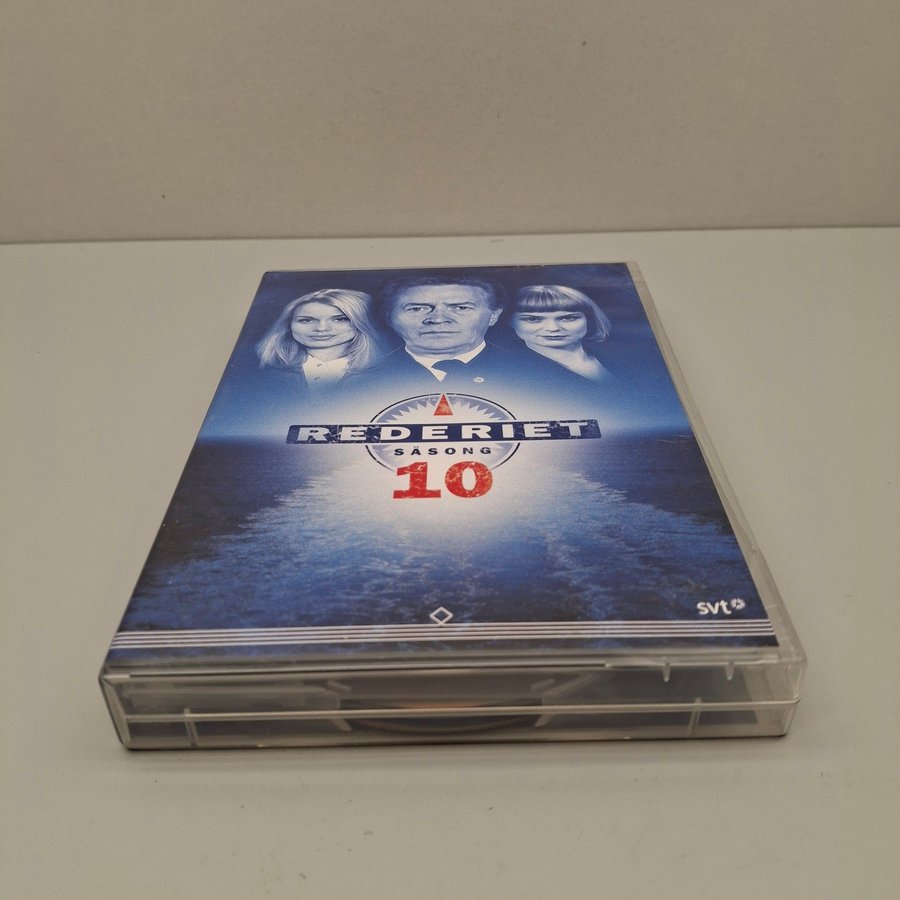 REDERIET
SÄSONG
10
svt